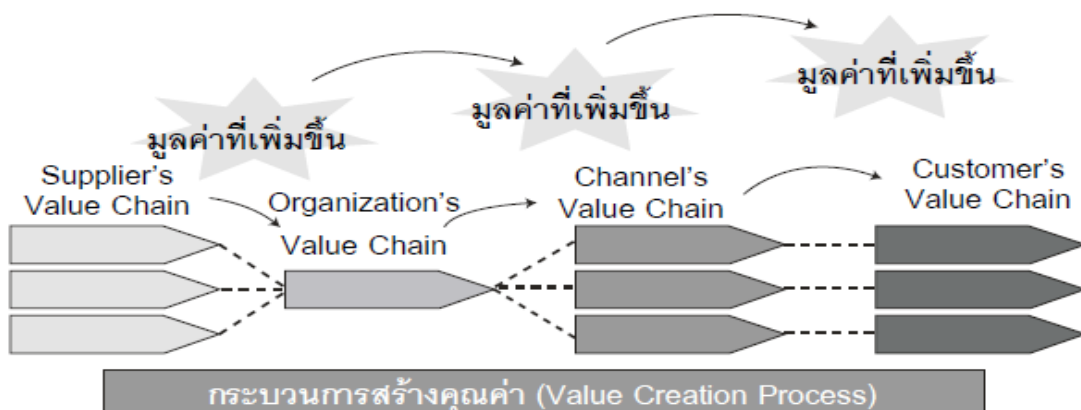 มูลค่าที่เพิ่มขึ้น
มูลค่าที่เพิ่มขึ้น
มูลค่าที่เพิ่มขึ้น
Supplier's
Value Chain
Organization's
Value Chain
Channel's
Value Chain
Customer's
Value Chain
กระบวนการสร้างคุณค่า (Value Creation Process)